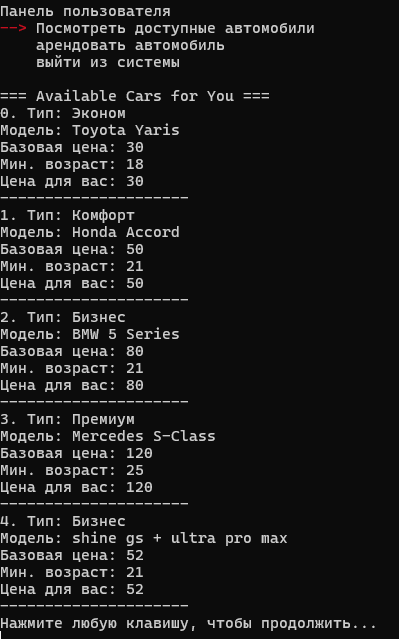 Панель пользователя
--> Посмотреть доступные автомобили
арендовать автомобиль
выйти из системы
=== Available Cars for You ===
0. Тип: Эконом
Модель: Toyota Yaris
Базовая цена: 30
Мин. возраст: 18
Цена для вас: 30
---------------------
1. Тип: Комфорт
Модель: Honda Accord
Базовая цена: 50
Мин. возраст: 21
Цена для вас: 50
---------------------
2. Тип: Бизнес
Модель: BMW 5 Series
Базовая цена: 80
Мин. возраст: 21
Цена для вас: 80
---------------------
3. Тип: Премиум
Модель: Mercedes S-Class
Базовая цена: 120
Мин. возраст: 25
Цена для вас: 120
---------------------
4. Тип: Бизнес
Модель: shine gs + ultra pro max
Базовая цена: 52
Мин. возраст: 21
Цена для вас: 52
---------------------
Нажмите любую клавишу, чтобы продолжить...